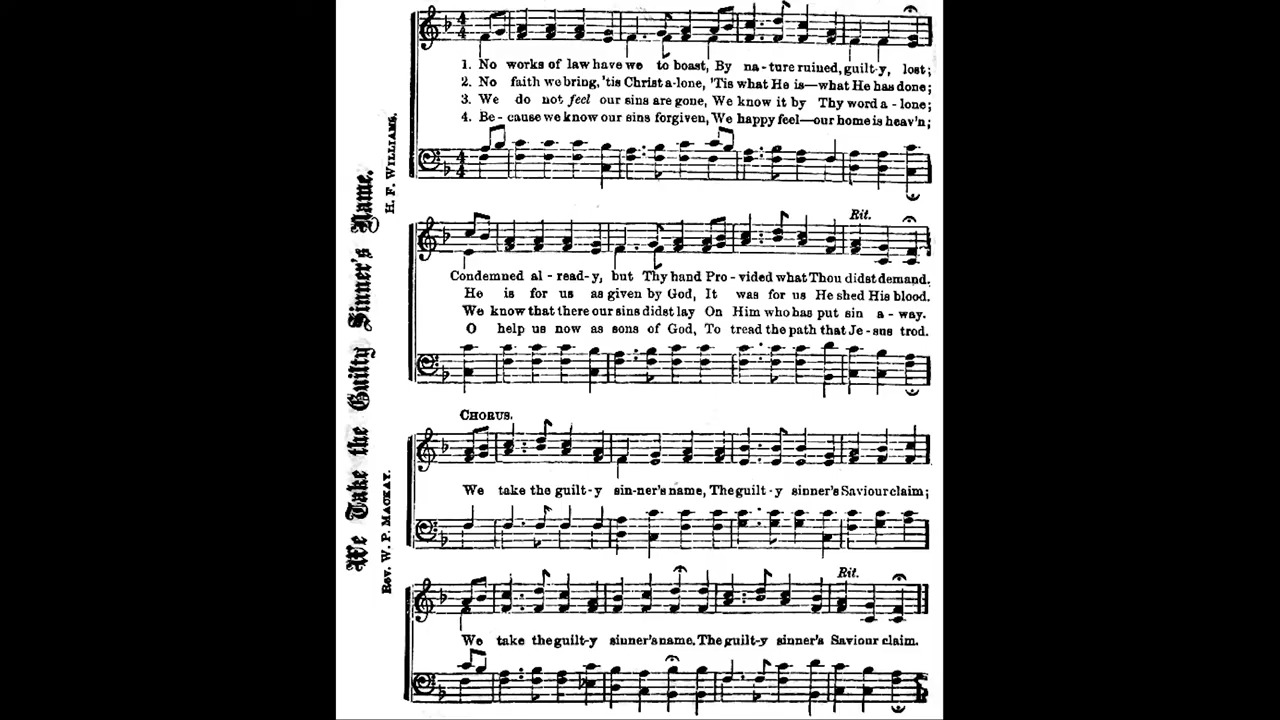 We Take the Guilty Sinner's Name.
Rev. W. P. MACKAY.
H. F. WILLIAMS.
1. No works of law have we to boast, By na-ture ruined, guilt-y, lost;
2. No faith we bring, 'tis Christ a-lone, 'Tis what He is—what He has done;
3. We do not feel our sins are gone, We know it by Thy word a-lone;
4. Be-cause we know our sins forgiven, We happy feel—our home is heav'n;
Rit.
Condemned al-read-y, but Thy hand Pro-vided what Thou didst demand.
He is for us as given by God, It was for us He shed His blood.
We know that there our sins didst lay On Him who has put sin a-way.
O help us now as sons of God, To tread the path that Je-sus trod.
CHORUS.
We take the guilt-y sin-ner's name, The guilt-y sinner's Saviour claim;
Rit.
We take the guilt-y sinner's name, The guilt-y sinner's Saviour claim.